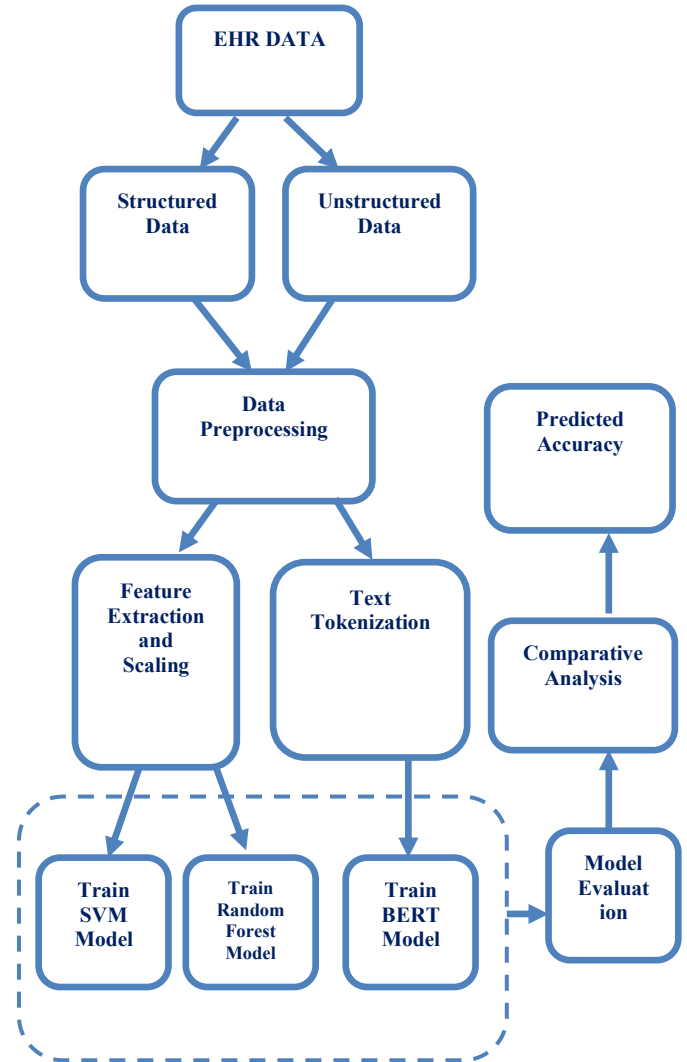 EHR DATA
Structured
Data
Unstructured
Data
Data
Preprocessing
Predicted
Accuracy
Feature
Extraction
and
Scaling
Text
Tokenization
Comparative
Analysis
Train
SVM
Model
Train
Random
Forest
Model
Train
BERT
Model
Model
Evaluat
ion